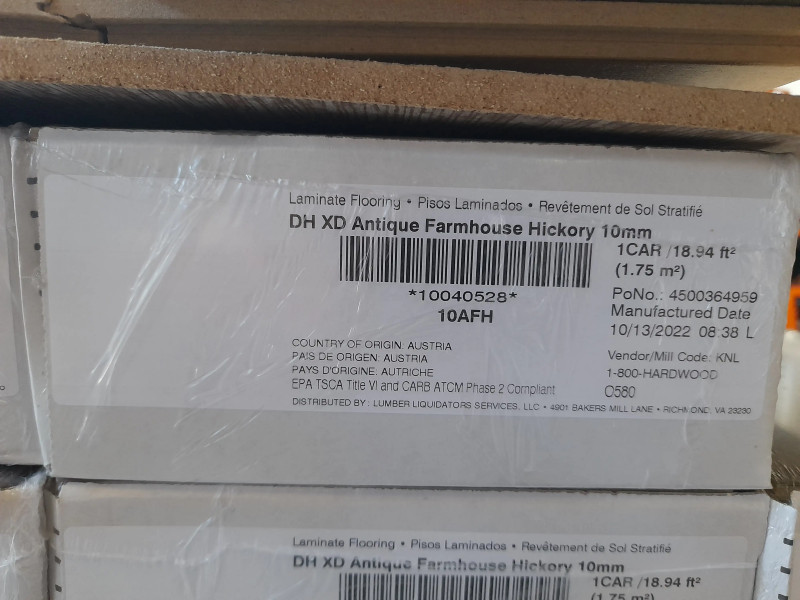 Laminate Flooring • Pisos Laminados • Revêtement de Sol Stratifié
DH XD Antique Farmhouse Hickory 10mm
1CAR /18.94 ft²
(1.75 m²)
*10040528*
10AFH
PoNo.: 4500364959
Manufactured Date
10/13/2022 08:38 L
COUNTRY OF ORIGIN: AUSTRIA
PAIS DE ORIGEN: AUSTRIA
PAYS D'ORIGINE: AUTRICHE
EPA TSCA Title VI and CARB ATCM Phase 2 Compliant
Vendor/Mill Code: KNL
1-800-HARDWOOD
O580
DISTRIBUTED BY: LUMBER LIQUIDATORS SERVICES, LLC • 4901 BAKERS MILL LANE • RICHMOND, VA 23230
Laminate Flooring • Pisos Laminados • Revêtement de Sol Stratifié
DH XD Antique Farmhouse Hickory 10mm
1CAR /18.94 ft²
(1.75 m²)